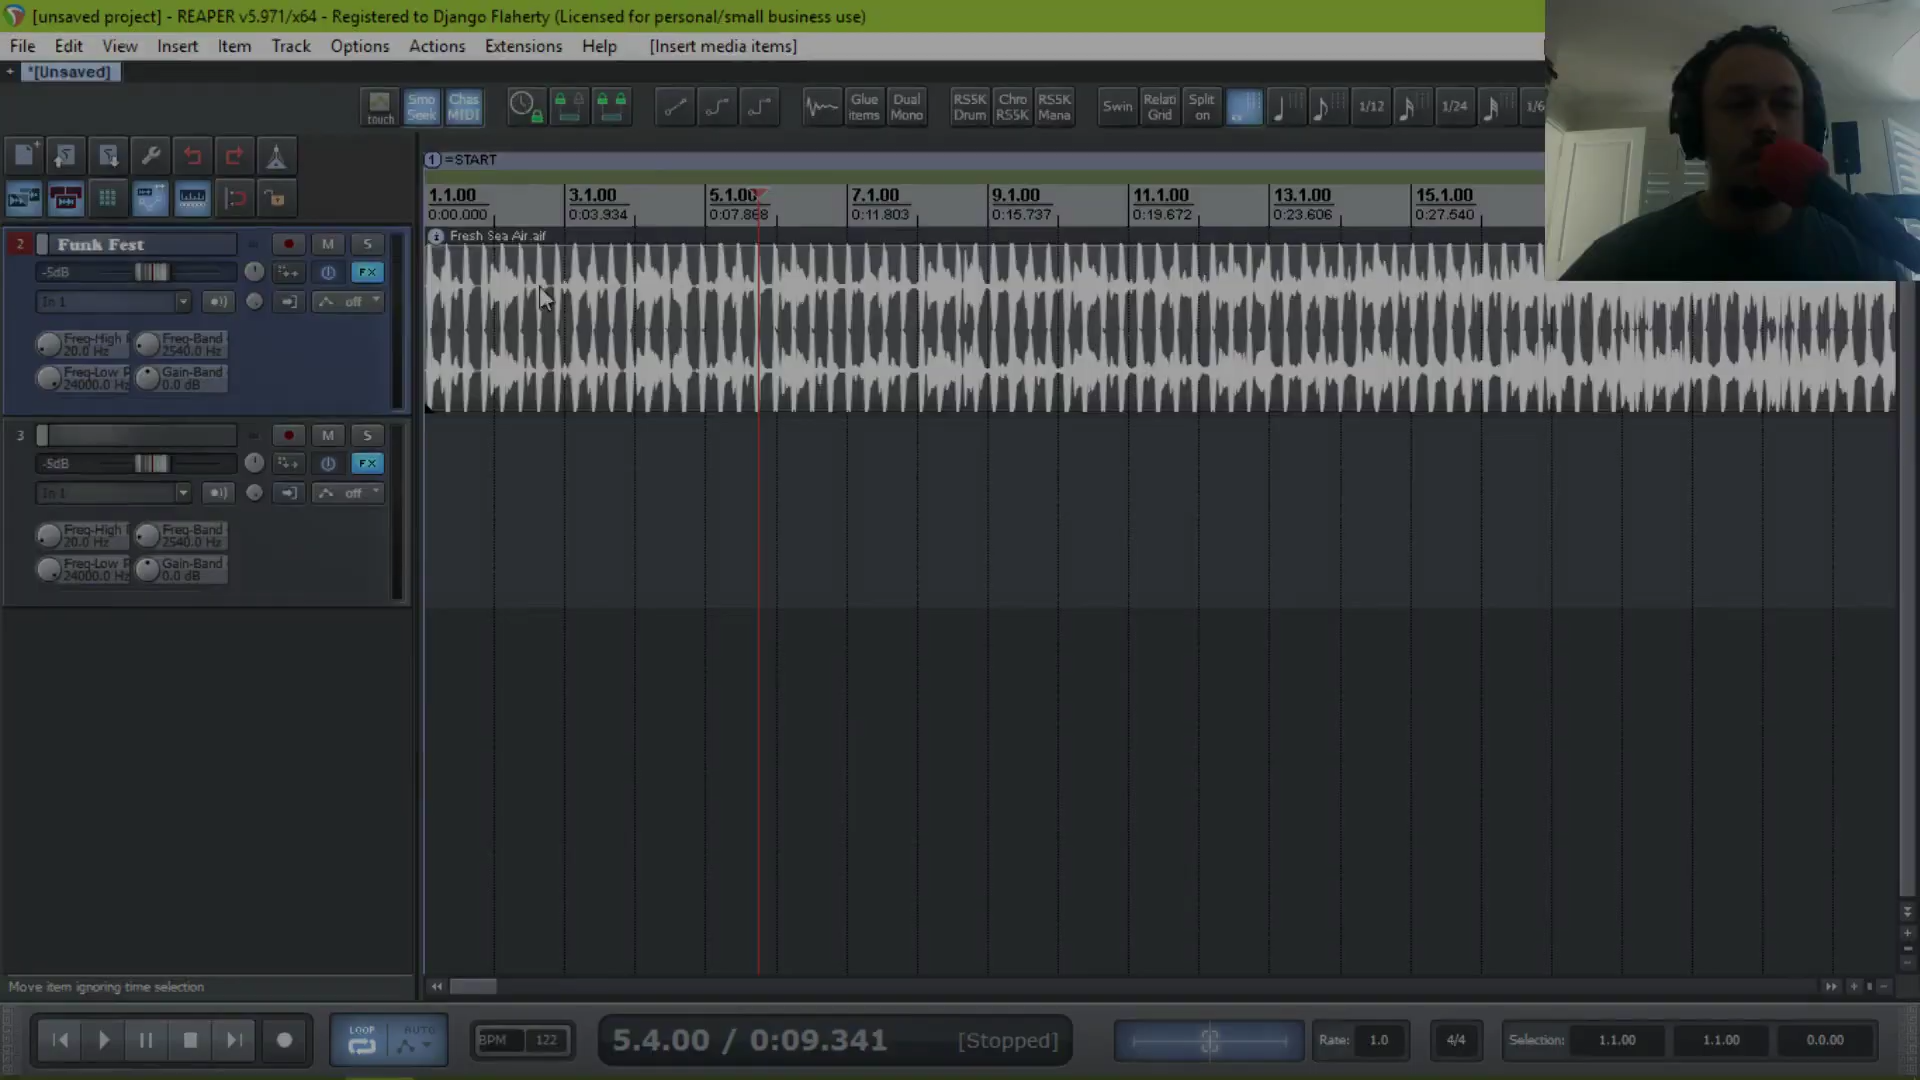 [unsaved project] - REAPER v5.971/x64 - Registered to Django Flaherty (Licensed for personal/small business use)
File Edit View Insert Item Track Options Actions Extensions Help [Insert media items]
+ *[Unsaved]
touch Smo Seek Chas MIDI Glue items Dual Mono RS5K Drum Chro RS5K RS5K Mana Swin Relati Grid Split on 1/12 1/24 1/6
1 =START
1.1.00 3.1.00 5.1.00 7.1.00 9.1.00 11.1.00 13.1.00 15.1.00
0:00.000 0:03.934 0:07.868 0:11.803 0:15.737 0:19.672 0:23.606 0:27.540
2 Funk Fest M S
Fresh Sea Air.aif
-5dB FX
In 1 off
Freq-High Freq-Band
20.0 Hz 2540.0 Hz
Freq-Low P Gain-Band
24000.0 Hz 0.0 dB
3 M S
-5dB FX
In 1 off
Freq-High Freq-Band
20.0 Hz 2540.0 Hz
Freq-Low P Gain-Band
24000.0 Hz 0.0 dB
Move item ignoring time selection
LOOP AUTO BPM 122 5.4.00 / 0:09.341 [Stopped] Rate: 1.0 4/4 Selection: 1.1.00 1.1.00 0.0.00